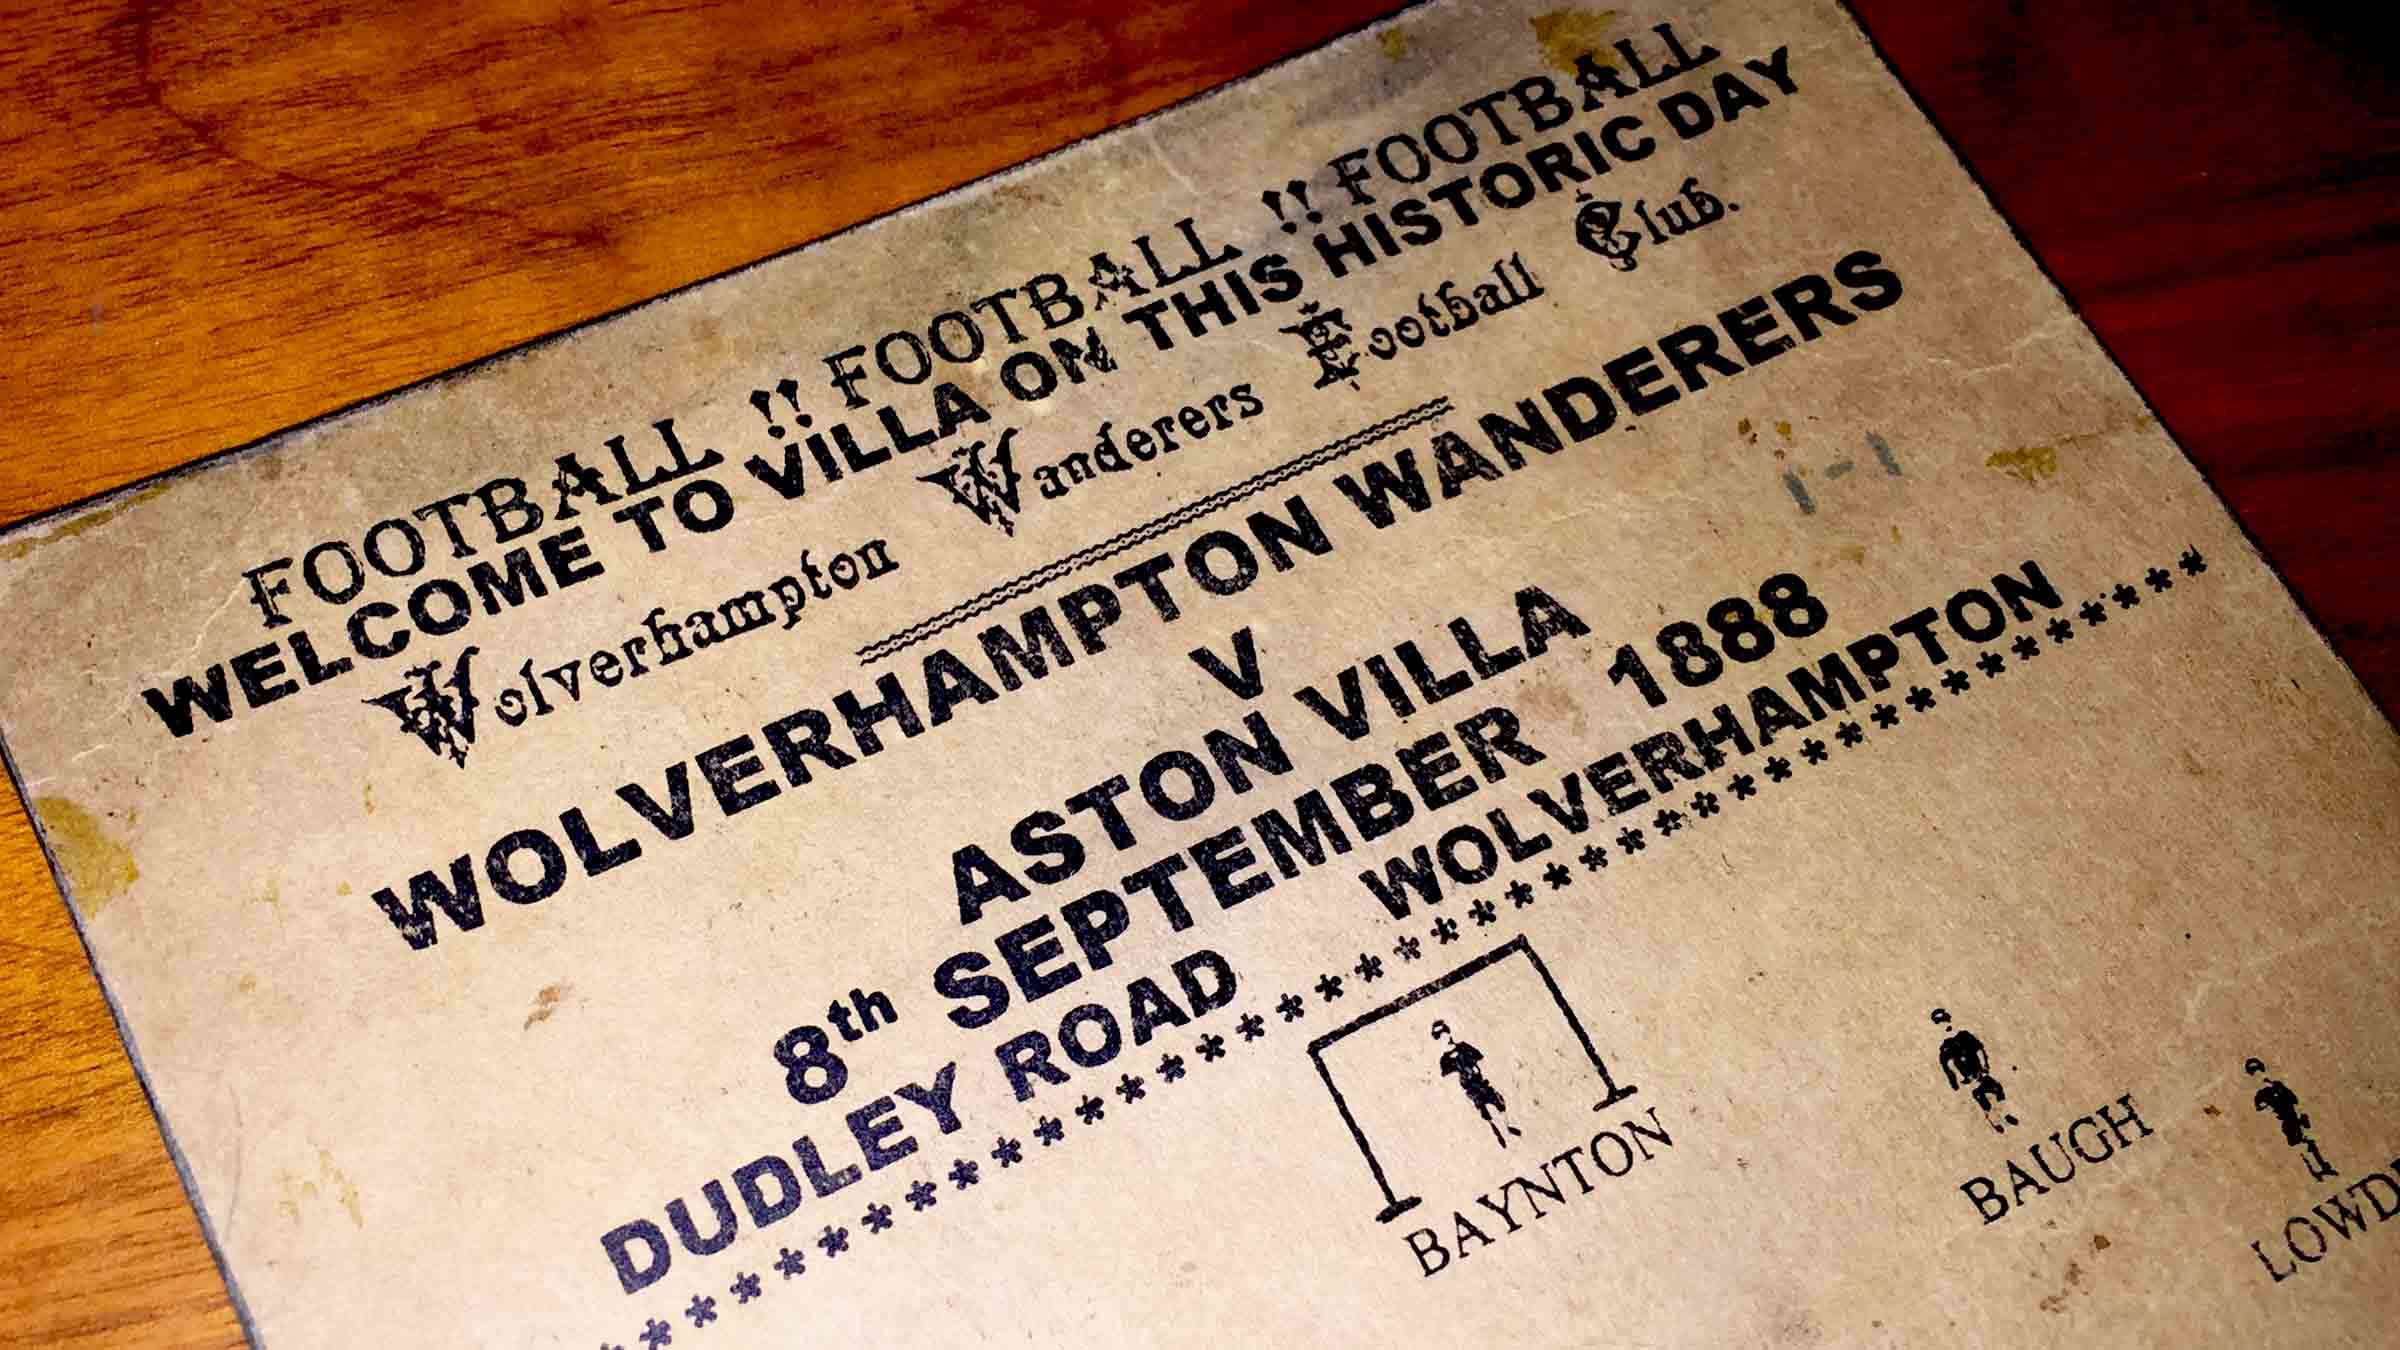 FOOTBALL !! FOOTBALL !! FOOTBALL
WELCOME TO VILLA ON THIS HISTORIC DAY
Wolverhampton Wanderers Football Club.
WOLVERHAMPTON WANDERERS
V
1-1
ASTON VILLA
8th SEPTEMBER 1888
DUDLEY ROAD WOLVERHAMPTON
*****************************************
BAYNTON
BAUGH
LOWD